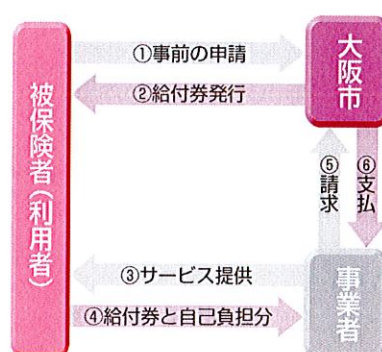 ①事前の申請
②給付券発行
大阪市
被保険者(利用者)
⑤請求
⑥支払
③サービス提供
④給付券と自己負担分
事業者